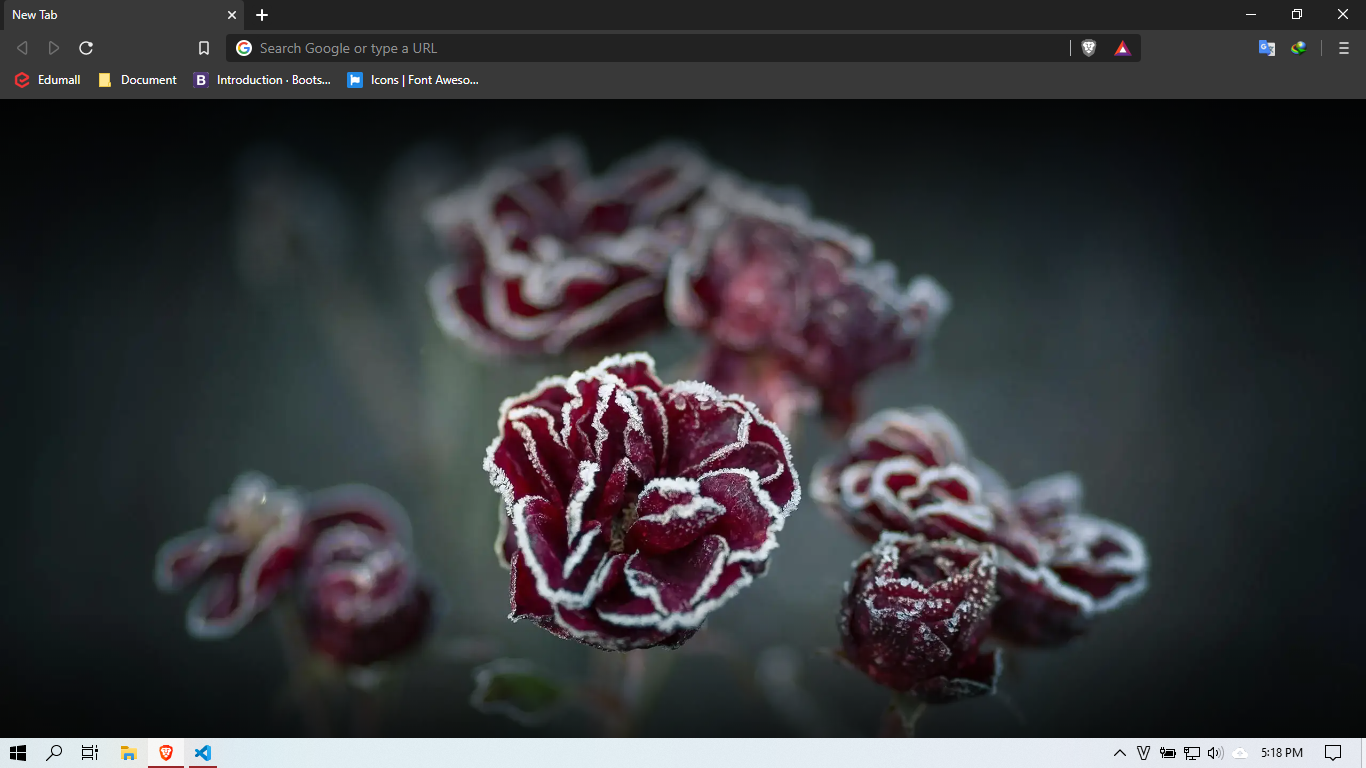 New Tab
Search Google or type a URL
Edumall
Document
B
Introduction · Boots...
Icons | Font Aweso...
5:18 PM